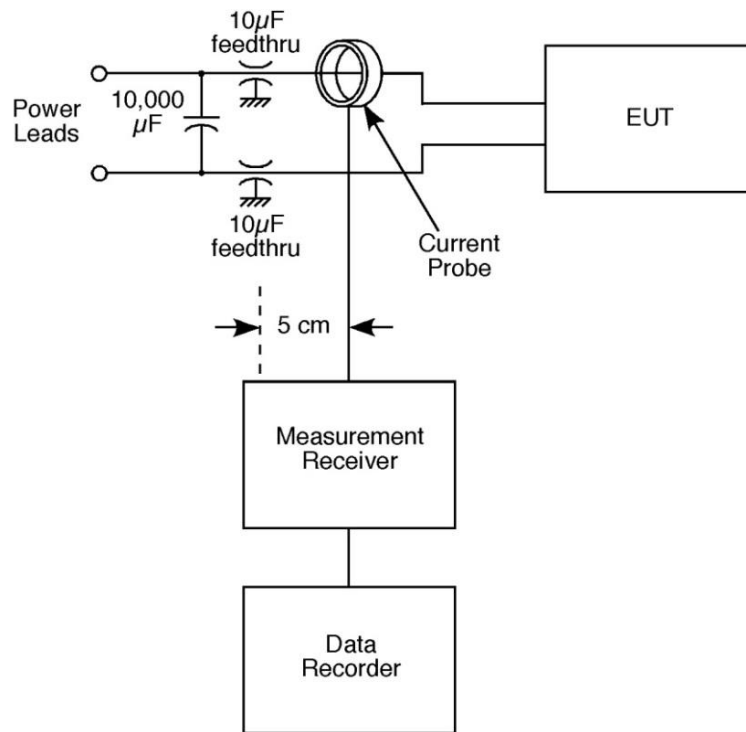 10µF
feedthru
10,000
µF
Power
Leads
EUT
10µF
feedthru
Current
Probe
5 cm
Measurement
Receiver
Data
Recorder